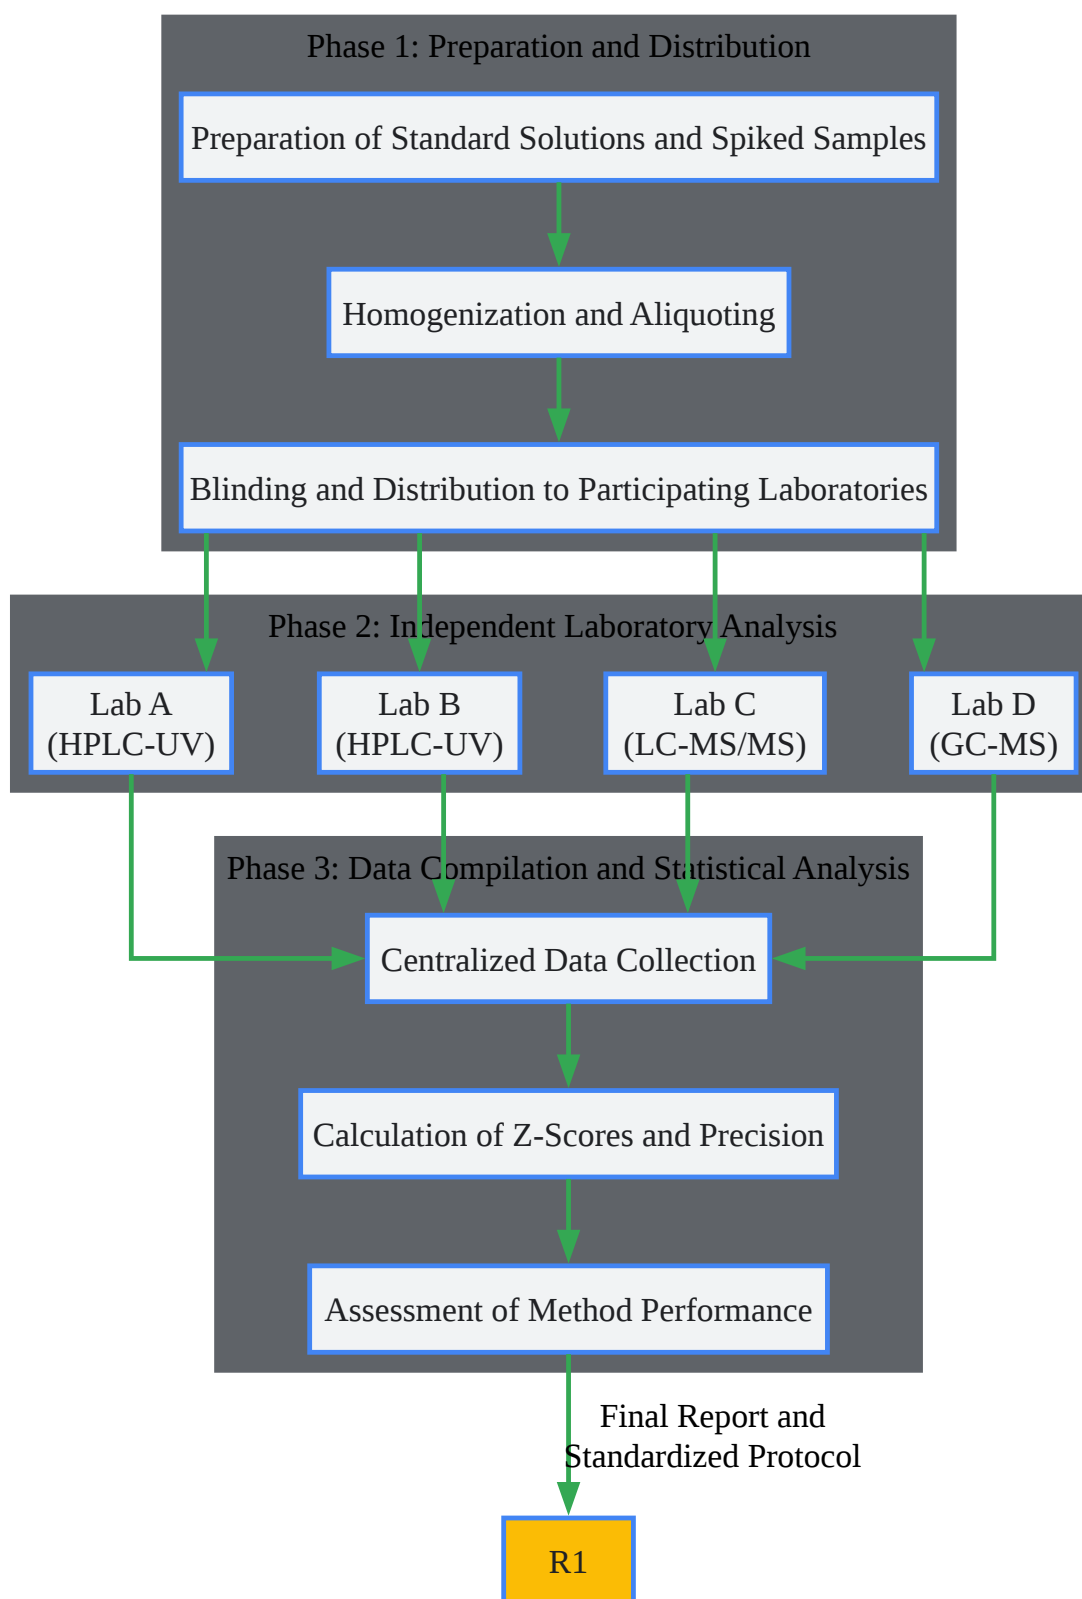 Phase 1: Preparation and Distribution
Preparation of Standard Solutions and Spiked Samples
Homogenization and Aliquoting
Blinding and Distribution to Participating Laboratories
Phase 2: Independent Laboratory Analysis
Lab A
(HPLC-UV)
Lab B
(HPLC-UV)
Lab C
(LC-MS/MS)
Lab D
(GC-MS)
Phase 3: Data Compilation and Statistical Analysis
Centralized Data Collection
Calculation of Z-Scores and Precision
Assessment of Method Performance
Final Report and
Standardized Protocol
R1